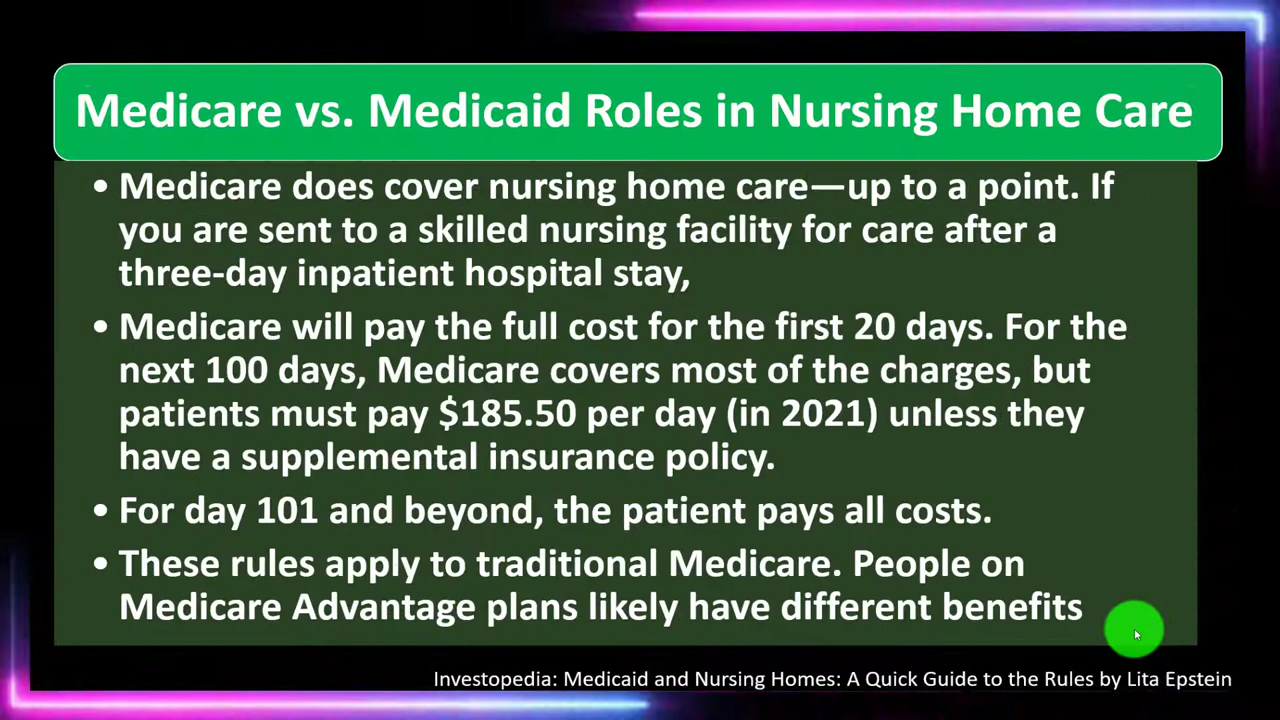 Medicare vs. Medicaid Roles in Nursing Home Care
• Medicare does cover nursing home care—up to a point. If
you are sent to a skilled nursing facility for care after a
three-day inpatient hospital stay,
• Medicare will pay the full cost for the first 20 days. For the
next 100 days, Medicare covers most of the charges, but
patients must pay $185.50 per day (in 2021) unless they
have a supplemental insurance policy.
• For day 101 and beyond, the patient pays all costs.
• These rules apply to traditional Medicare. People on
Medicare Advantage plans likely have different benefits
Investopedia: Medicaid and Nursing Homes: A Quick Guide to the Rules by Lita Epstein